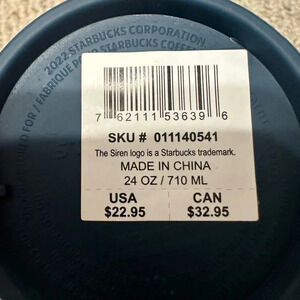 2022 STARBUCKS CORPORATION
FOR / FABRIQUÉ POUR STARBUCKS COFFEE
7 62111 53639 6
SKU # 011140541
The Siren logo is a Starbucks trademark.
MADE IN CHINA
24 OZ / 710 ML
USA CAN
$22.95 $32.95